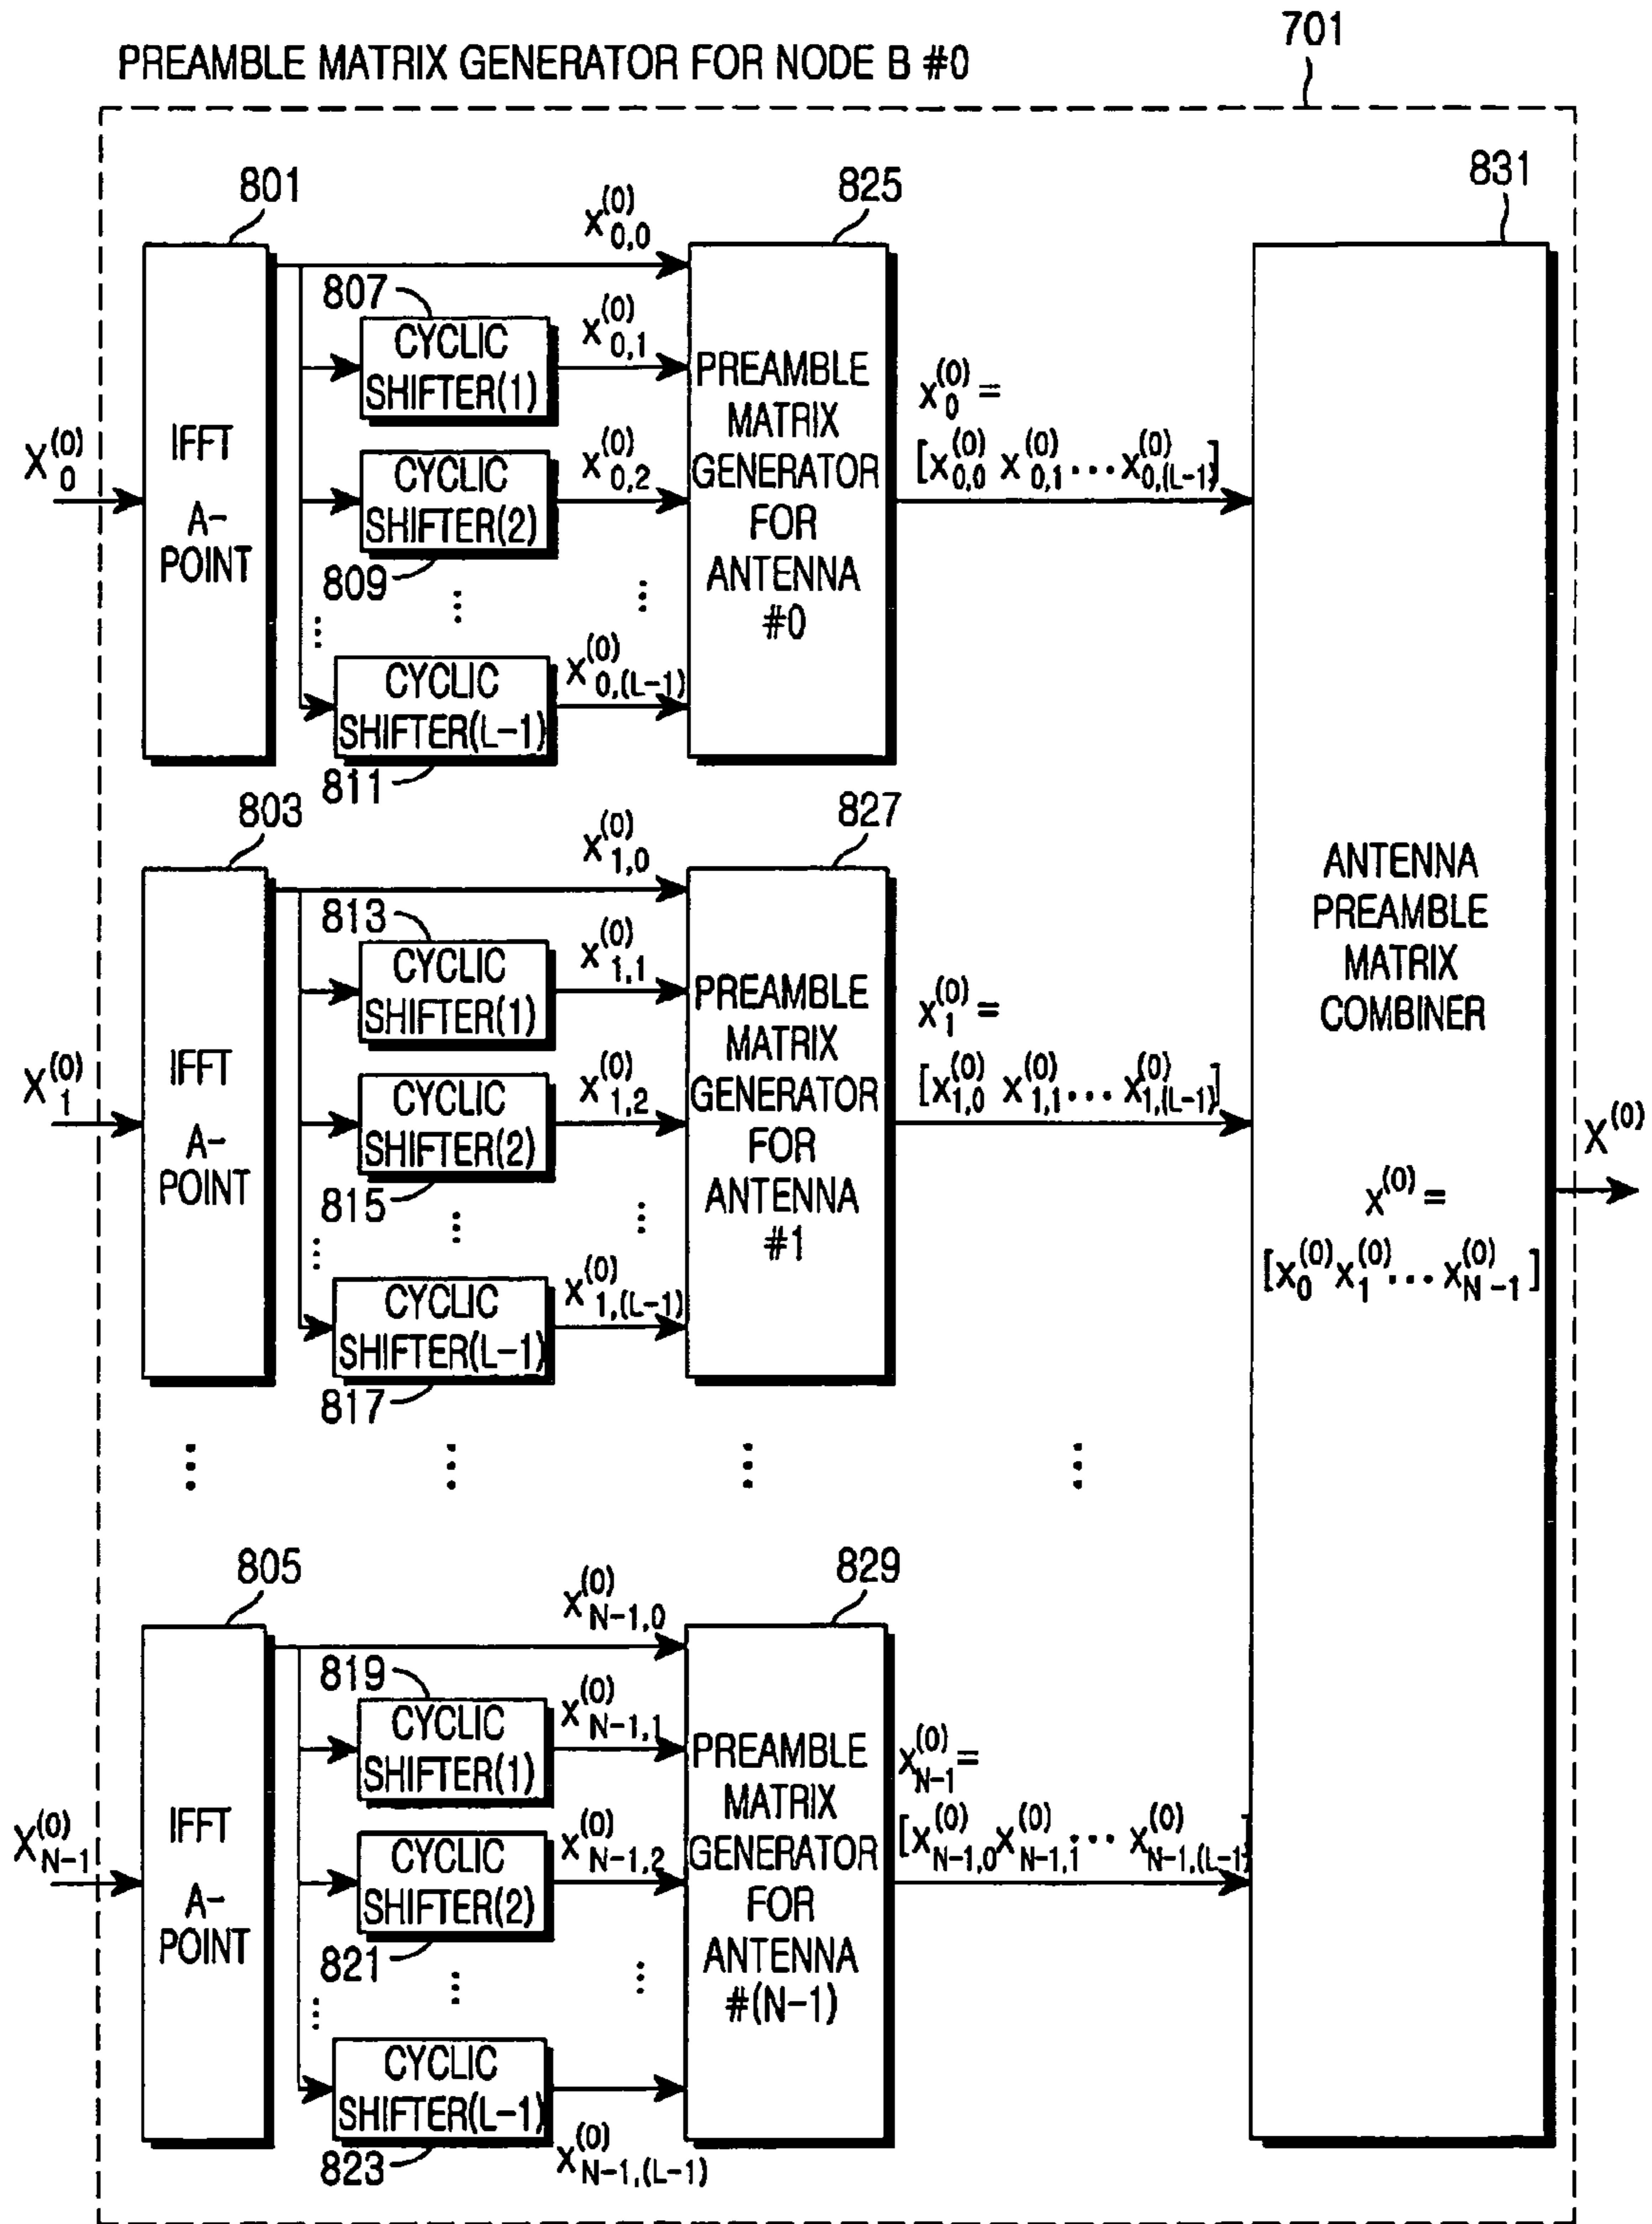 701
PREAMBLE MATRIX GENERATOR FOR NODE B #0
801
825
831
X_0^{(0)}
IFFT
A-
POINT
x_{0,0}^{(0)}
807
CYCLIC
SHIFTER(1)
x_{0,1}^{(0)}
CYCLIC
SHIFTER(2)
809
x_{0,2}^{(0)}
⋮
⋮
⋮
CYCLIC
SHIFTER(L-1)
811
x_{0,(L-1)}^{(0)}
PREAMBLE
MATRIX
GENERATOR
FOR
ANTENNA
#0
x_0^{(0)} =
[x_{0,0}^{(0)} x_{0,1}^{(0)} ... x_{0,(L-1)}^{(0)}]
803
827
X_1^{(0)}
IFFT
A-
POINT
x_{1,0}^{(0)}
813
CYCLIC
SHIFTER(1)
x_{1,1}^{(0)}
CYCLIC
SHIFTER(2)
815
x_{1,2}^{(0)}
⋮
⋮
⋮
CYCLIC
SHIFTER(L-1)
817
x_{1,(L-1)}^{(0)}
PREAMBLE
MATRIX
GENERATOR
FOR
ANTENNA
#1
x_1^{(0)} =
[x_{1,0}^{(0)} x_{1,1}^{(0)} ... x_{1,(L-1)}^{(0)}]
⋮ ⋮ ⋮ ⋮
805
829
X_{N-1}^{(0)}
IFFT
A-
POINT
x_{N-1,0}^{(0)}
819
CYCLIC
SHIFTER(1)
x_{N-1,1}^{(0)}
CYCLIC
SHIFTER(2)
821
x_{N-1,2}^{(0)}
⋮
⋮
⋮
CYCLIC
SHIFTER(L-1)
823
x_{N-1,(L-1)}^{(0)}
PREAMBLE
MATRIX
GENERATOR
FOR
ANTENNA
#(N-1)
x_{N-1}^{(0)} =
[x_{N-1,0}^{(0)} x_{N-1,1}^{(0)} ... x_{N-1,(L-1)}^{(0)}]
ANTENNA
PREAMBLE
MATRIX
COMBINER
x^{(0)} =
[x_0^{(0)} x_1^{(0)} ... x_{N-1}^{(0)}]
X^{(0)}